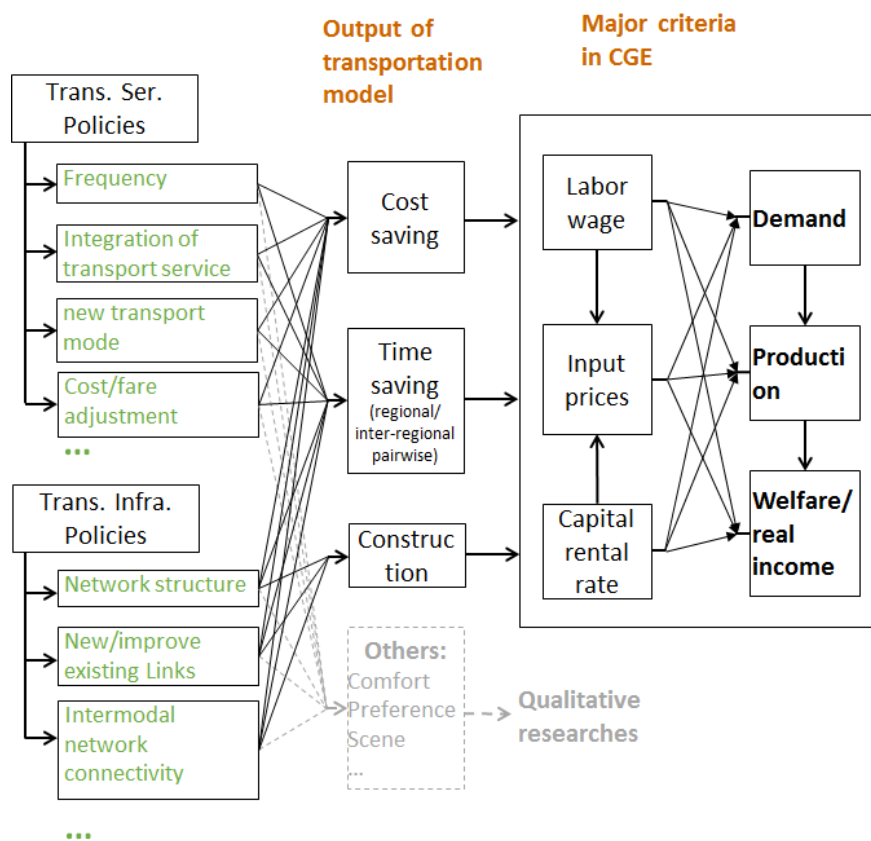 Output of
transportation
model
Major criteria
in CGE
Trans. Ser.
Policies
Frequency
Integration of
transport service
new transport
mode
Cost/fare
adjustment
...
Trans. Infra.
Policies
Network structure
New/improve
existing Links
Intermodal
network
connectivity
...
Cost
saving
Time
saving
(regional/
inter-regional
pairwise)
Construc
tion
Others:
Comfort
Preference
Scene
...
Qualitative
researches
Labor
wage
Input
prices
Capital
rental
rate
Demand
Producti
on
Welfare/
real
income